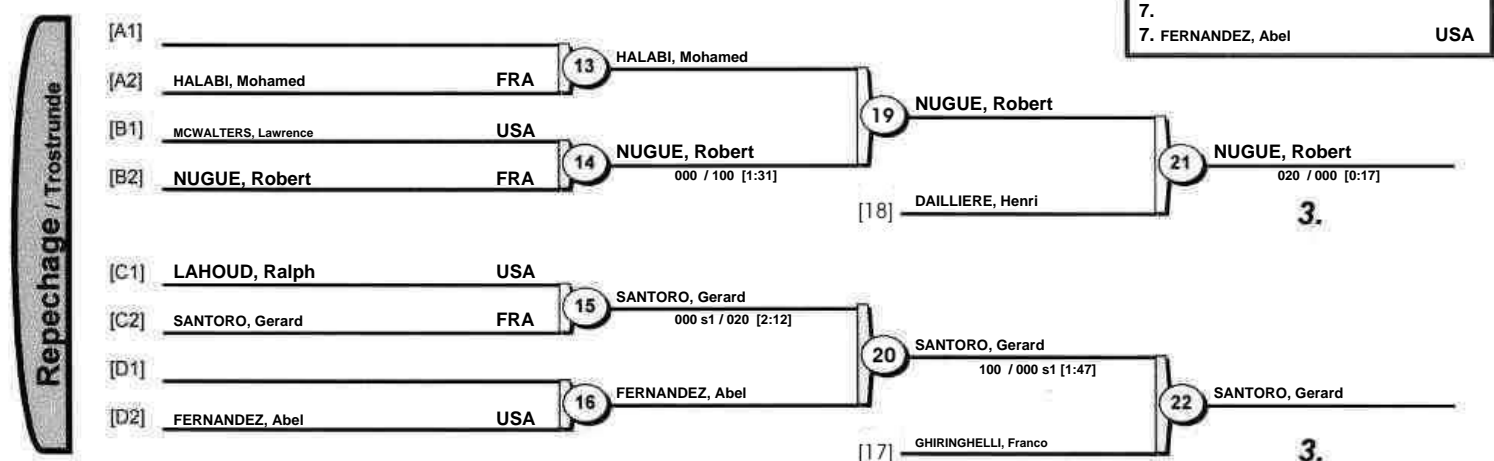 7.
7. FERNANDEZ, Abel USA
Repechage / Trostrunde
[A1]
13
HALABI, Mohamed
[A2] HALABI, Mohamed FRA
19
NUGUE, Robert
[B1] MCWALTERS, Lawrence USA
14
NUGUE, Robert
000 / 100 [1:31]
21
NUGUE, Robert
020 / 000 [0:17]
[B2] NUGUE, Robert FRA
[18] DAILLIERE, Henri
3.
[C1] LAHOUD, Ralph USA
15
SANTORO, Gerard
000 s1 / 020 [2:12]
[C2] SANTORO, Gerard FRA
20
SANTORO, Gerard
100 / 000 s1 [1:47]
[D1]
16
FERNANDEZ, Abel
22
SANTORO, Gerard
[D2] FERNANDEZ, Abel USA
[17] GHIRINGHELLI, Franco
3.